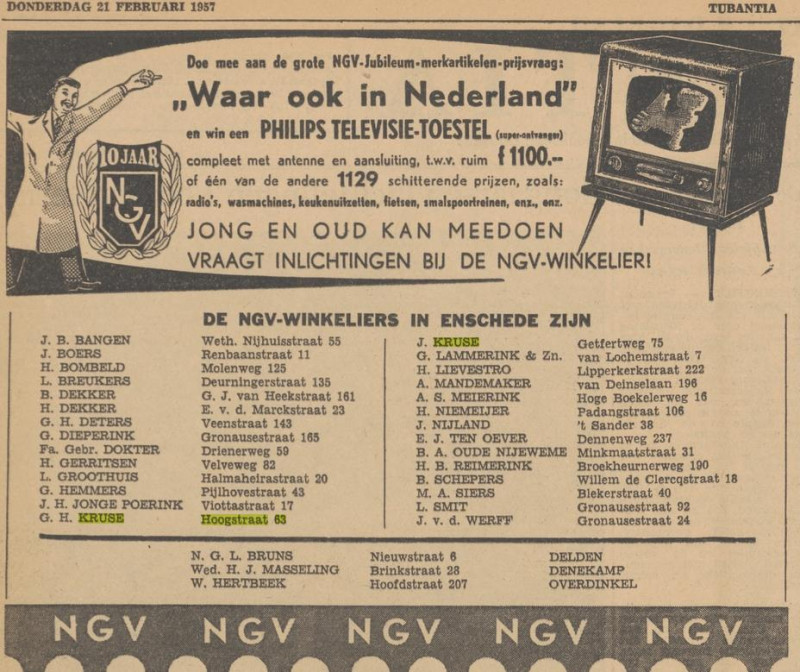 DONDERDAG 21 FEBRUARI 1957
TUBANTIA
Doe mee aan de grote NGV-Jubileum-merkartikelen-prijsvraag:
„Waar ook in Nederland”
en win een PHILIPS TELEVISIE-TOESTEL (super-ontvanger)
compleet met antenne en aansluiting, t.w.v. ruim f 1100.--
of één van de andere 1129 schitterende prijzen, zoals:
radio's, wasmachines, keukenuitzetten, fietsen, smalspoortreinen, enz., enz.
JONG EN OUD KAN MEEDOEN
VRAAGT INLICHTINGEN BIJ DE NGV-WINKELIER!
10 JAAR
NGV
DE NGV-WINKELIERS IN ENSCHEDE ZIJN
J. B. BANGEN Weth. Nijhuisstraat 55
J. BOERS Renbaanstraat 11
H. BOMBELD Molenweg 125
L. BREUKERS Deurningerstraat 135
B. DEKKER G. J. van Heekstraat 161
H. DEKKER E. v. d. Marckstraat 23
G. H. DETERS Veenstraat 143
G. DIEPERINK Gronausestraat 165
Fa. Gebr. DOKTER Drienerweg 59
H. GERRITSEN Velveweg 82
L. GROOTHUIS Halmaheirastraat 20
G. HEMMERS Pijlhovestraat 43
J. H. JONGE POERINK Viottastraat 17
G. H. KRUSE Hoogstraat 63
J. KRUSE Getfertweg 75
G. LAMMERINK & Zn. van Lochemstraat 7
H. LIEVESTRO Lipperkerkstraat 222
A. MANDEMAKER van Deinselaan 196
A. S. MEIERINK Hoge Boekelerweg 16
H. NIEMEIJER Padangstraat 106
J. NIJLAND 't Sander 38
E. J. TEN OEVER Dennenweg 237
B. A. OUDE NIJEWEME Minkmaatstraat 31
H. B. REIMERINK Broekheurnerweg 190
B. SCHEPERS Willem de Clercqstraat 18
M. A. SIERS Blekerstraat 40
L. SMIT Gronausestraat 92
J. v. d. WERFF Gronausestraat 24
N. G. L. BRUNS Nieuwstraat 6 DELDEN
Wed. H. J. MASSELING Brinkstraat 28 DENEKAMP
W. HERTBEEK Hoofdstraat 207 OVERDINKEL
NGV NGV NGV NGV NGV